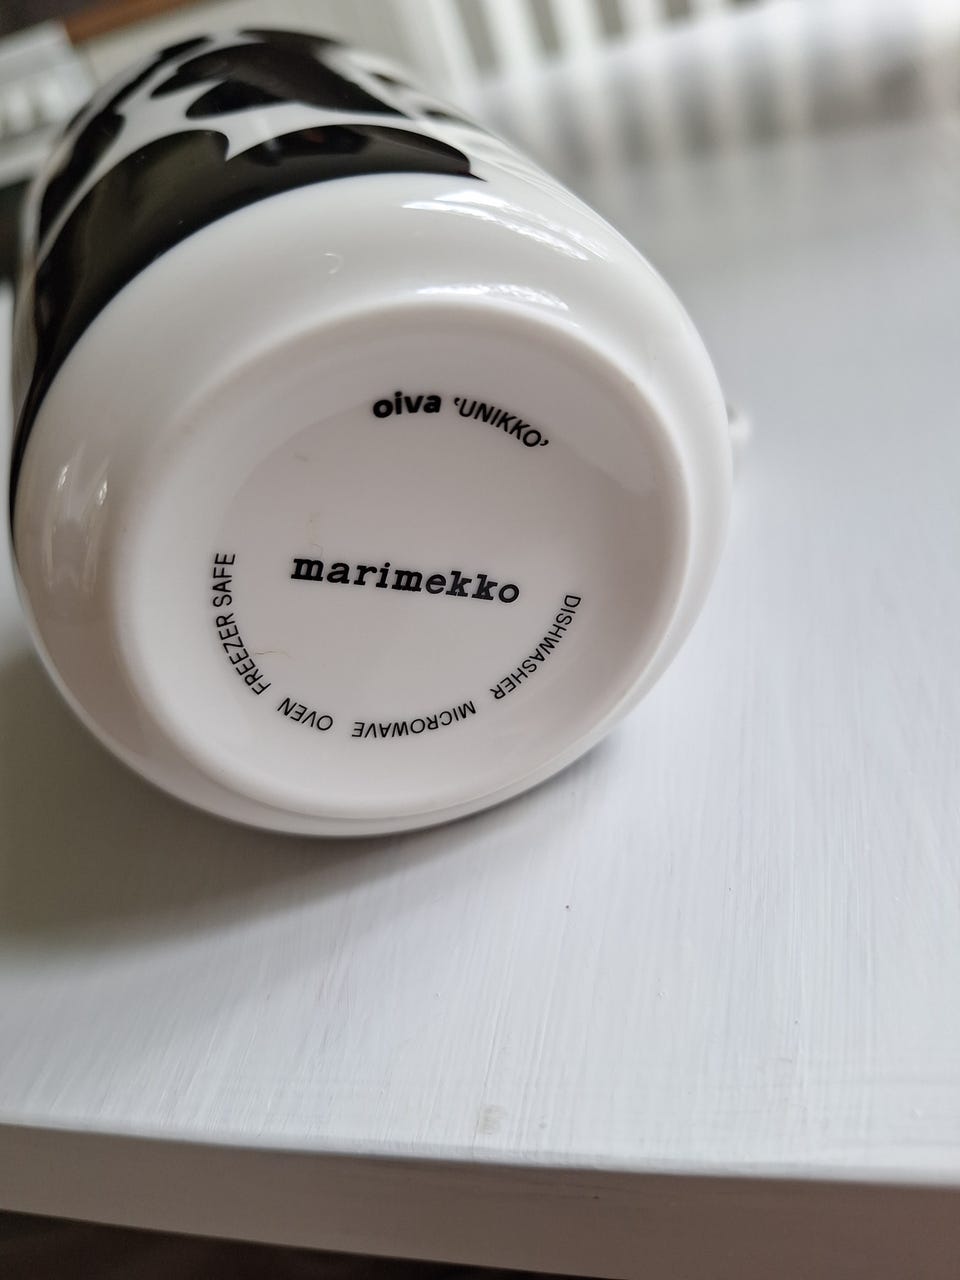 oiva 'UNIKKO'
marimekko
DISHWASHER MICROWAVE OVEN FREEZER SAFE